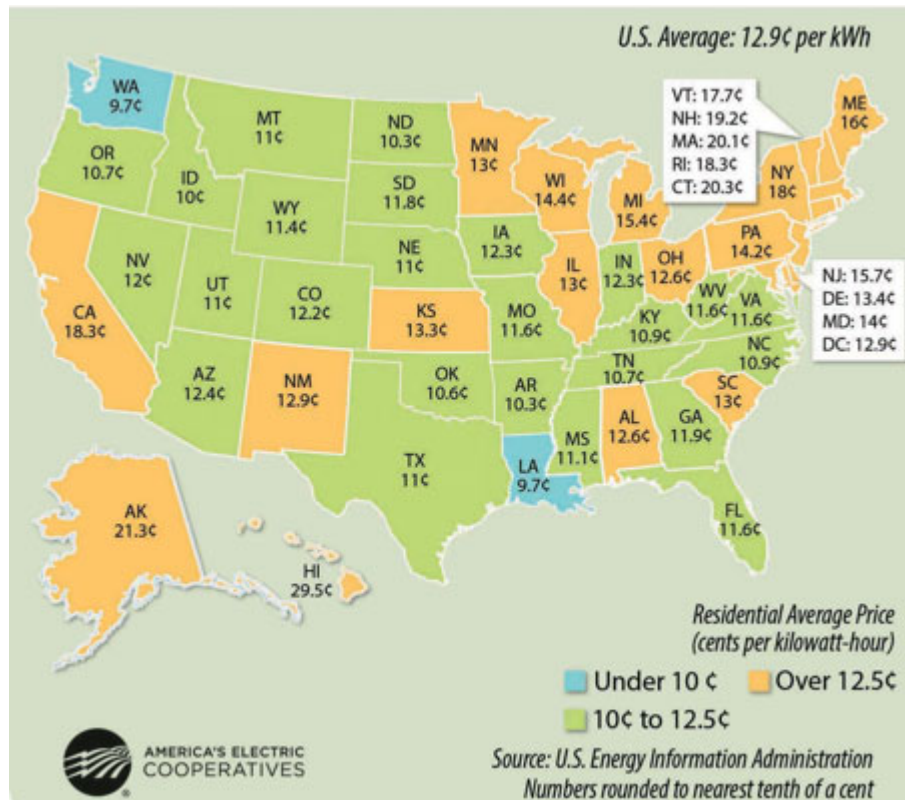 U.S. Average: 12.9¢ per kWh
WA
9.7¢
MT
11¢
ND
10.3¢
MN
13¢
VT: 17.7¢
NH: 19.2¢
MA: 20.1¢
RI: 18.3¢
CT: 20.3¢
ME
16¢
OR
10.7¢
ID
10¢
SD
11.8¢
WI
14.4¢
MI
15.4¢
NY
18¢
WY
11.4¢
IA
12.3¢
PA
14.2¢
NV
12¢
UT
11¢
NE
11¢
IL
13¢
IN
12.3¢
OH
12.6¢
NJ: 15.7¢
DE: 13.4¢
MD: 14¢
DC: 12.9¢
CA
18.3¢
CO
12.2¢
KS
13.3¢
MO
11.6¢
KY
10.9¢
WV
11.6¢
VA
11.6¢
AZ
12.4¢
NM
12.9¢
OK
10.6¢
AR
10.3¢
TN
10.7¢
NC
10.9¢
SC
13¢
TX
11¢
LA
9.7¢
MS
11.1¢
AL
12.6¢
GA
11.9¢
FL
11.6¢
AK
21.3¢
HI
29.5¢
Residential Average Price
(cents per kilowatt-hour)
Under 10 ¢
Over 12.5¢
10¢ to 12.5¢
AMERICA'S ELECTRIC
COOPERATIVES
®
Source: U.S. Energy Information Administration
Numbers rounded to nearest tenth of a cent